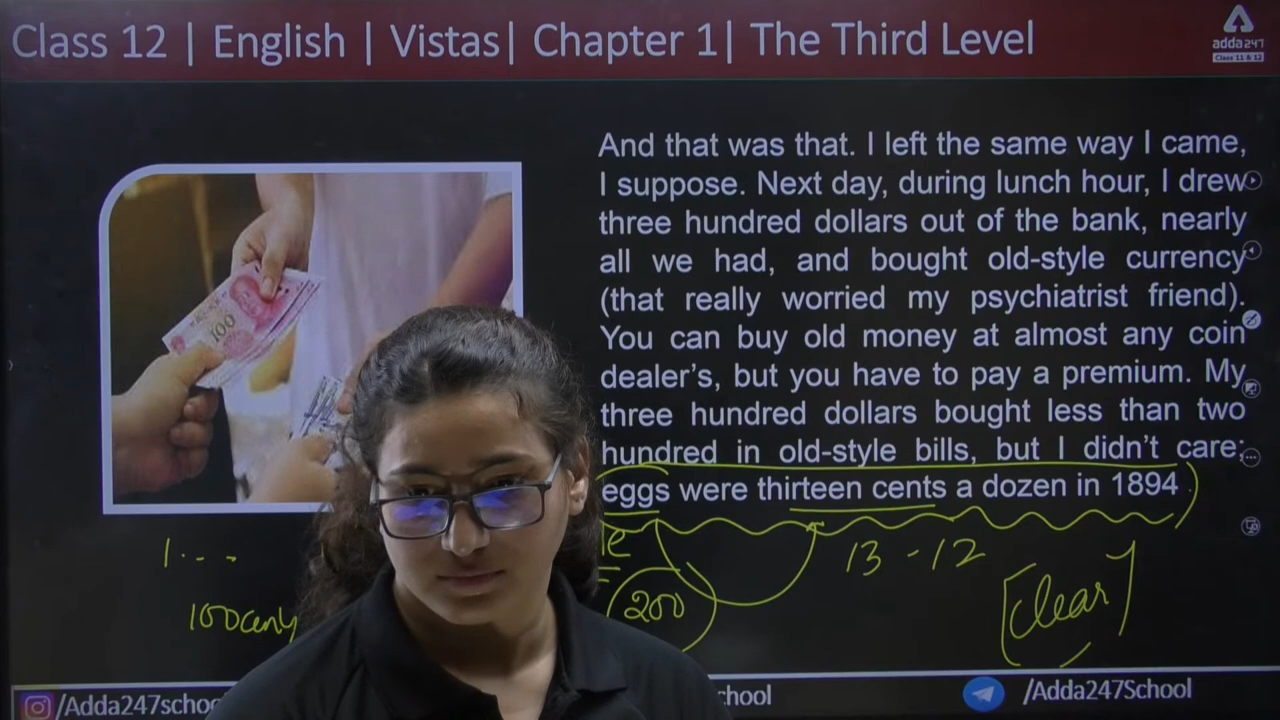 Class 12 | English | Vistas| Chapter 1| The Third Level
adda247
Class 11 & 12
And that was that. I left the same way I came,
I suppose. Next day, during lunch hour, I drew
three hundred dollars out of the bank, nearly
all we had, and bought old-style currency
(that really worried my psychiatrist friend).
You can buy old money at almost any coin
dealer's, but you have to pay a premium. My
three hundred dollars bought less than two
hundred in old-style bills, but I didn't care;
eggs were thirteen cents a dozen in 1894
100
1...
13 - 12
200
[Clear]
/Adda247school
/Adda247School